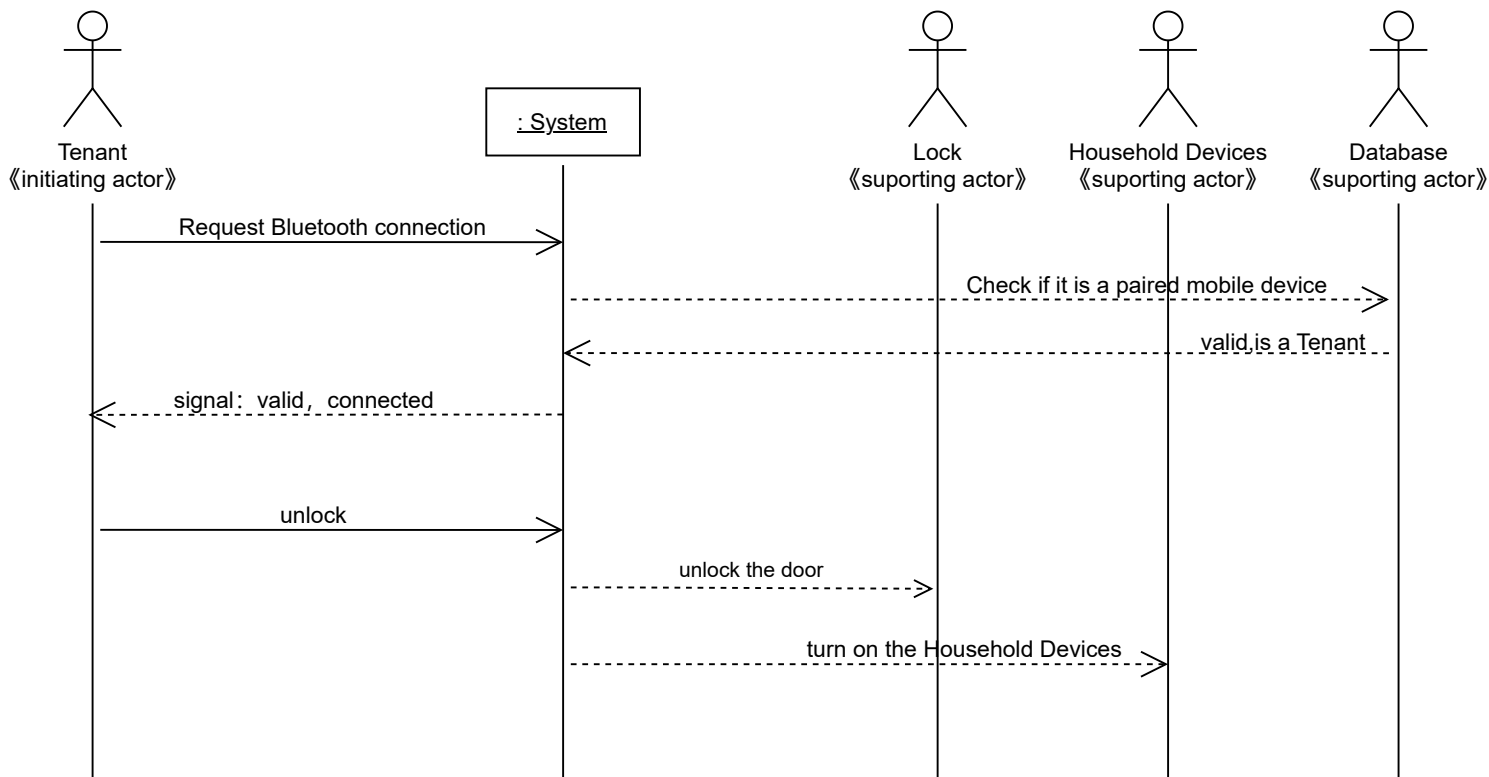 : System
Tenant
《initiating actor》
Lock
《suporting actor》
Household Devices
《suporting actor》
Database
《suporting actor》
Request Bluetooth connection
Check if it is a paired mobile device
valid,is a Tenant
signal：valid，connected
unlock
unlock the door
turn on the Household Devices